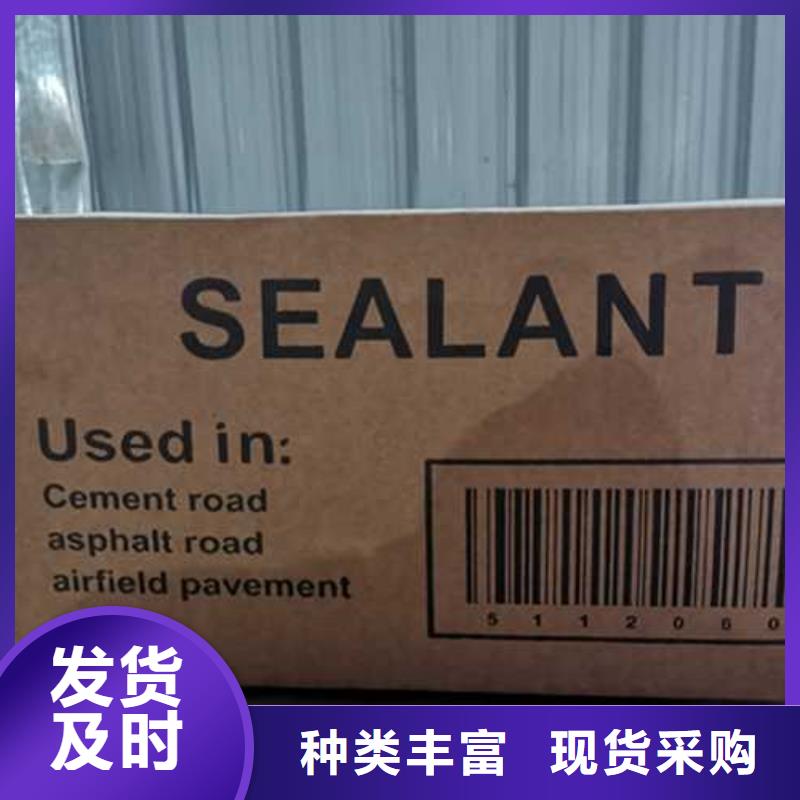 SEALANT
Used in:
Cement road
asphalt road
airfield pavement
5112060
发货
及时
种类丰富 现货采购